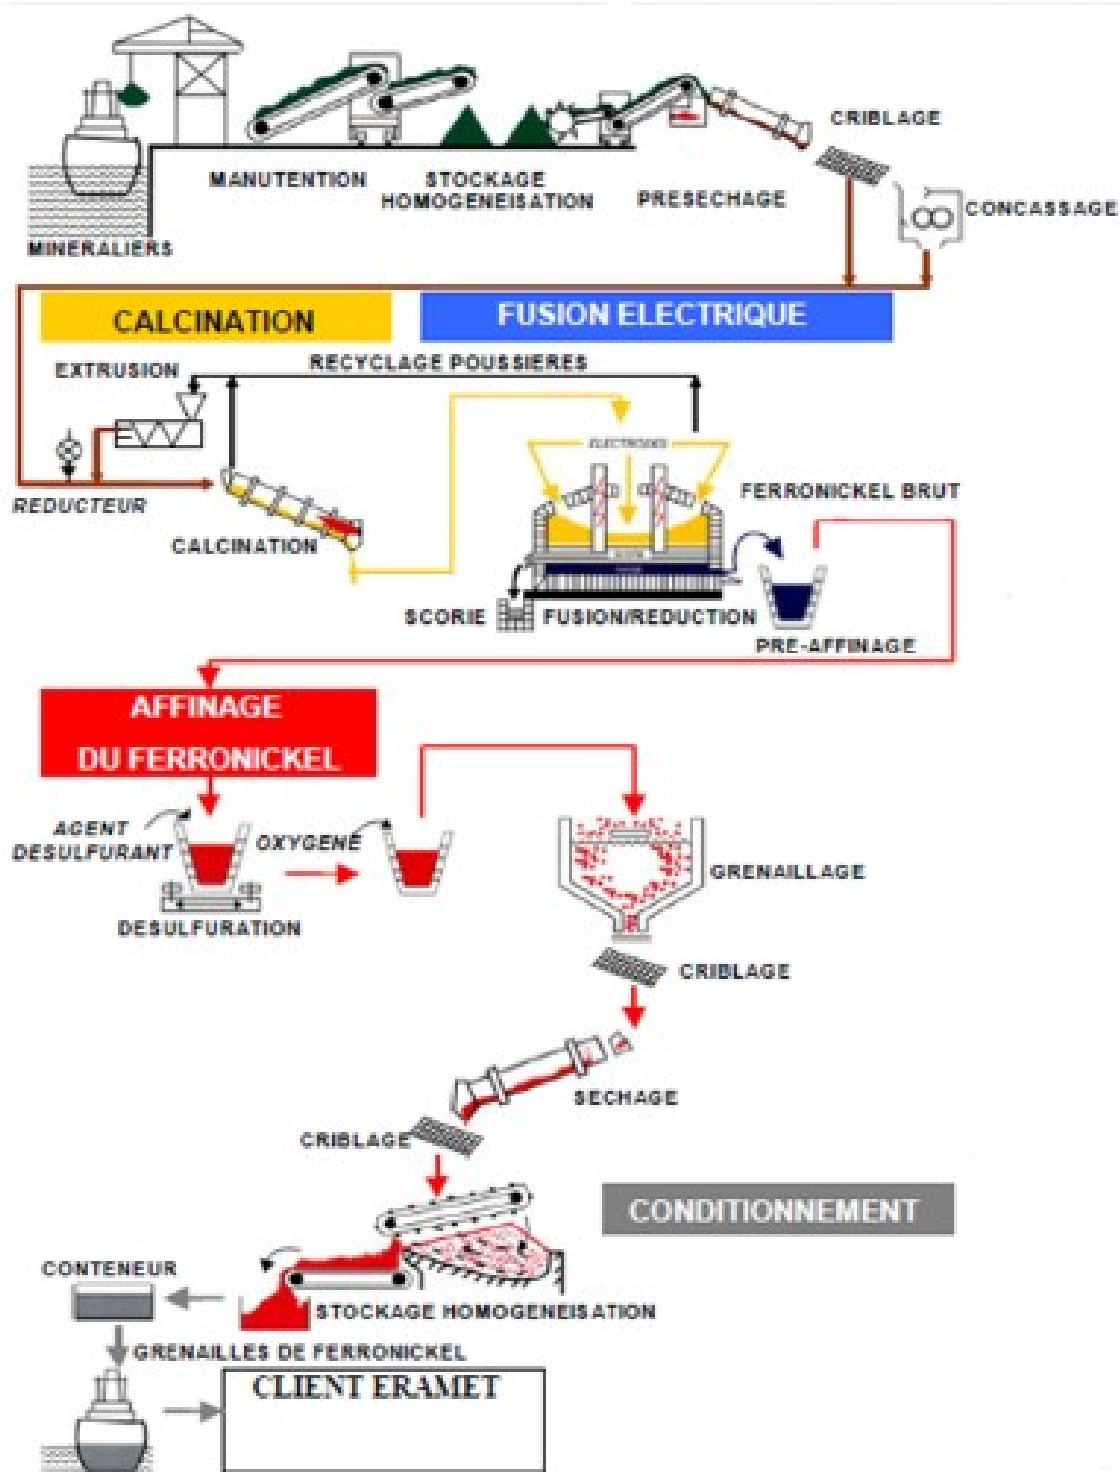 CRIBLAGE
MANUTENTION
STOCKAGE
HOMOGENEISATION
PRESECHAGE
CONCASSAGE
MINERALIERS
CALCINATION
FUSION ELECTRIQUE
RECYCLAGE POUSSIERES
EXTRUSION
ELECTRODES
REDUCTEUR
FERRONICKEL BRUT
CALCINATION
SCORIE
FUSION/REDUCTION
PRE-AFFINAGE
AFFINAGE
DU FERRONICKEL
AGENT
DESULFURANT
OXYGENE
GRENAILLAGE
DESULFURATION
CRIBLAGE
SECHAGE
CRIBLAGE
CONDITIONNEMENT
CONTENEUR
STOCKAGE HOMOGENEISATION
GRENAILLES DE FERRONICKEL
CLIENT ERAMET